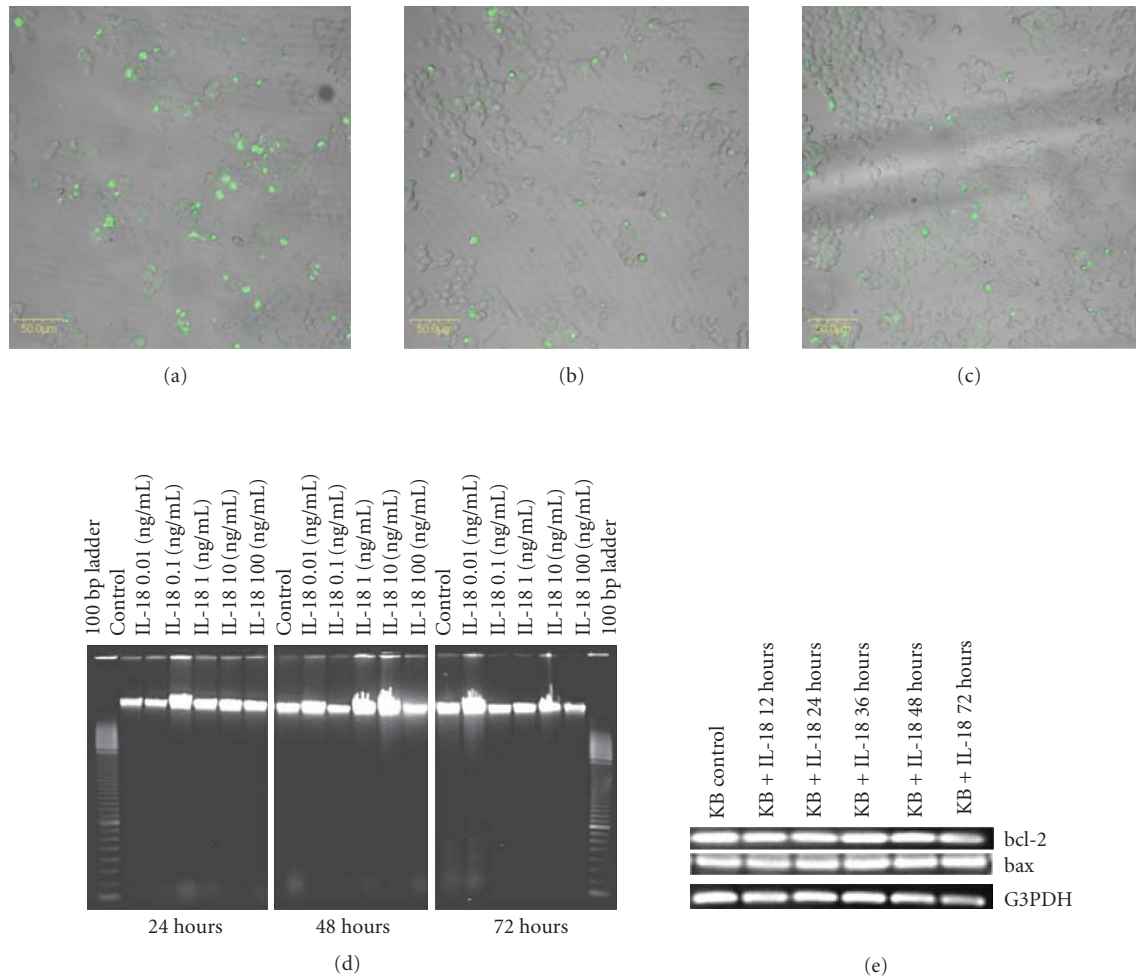 50.0µm
50.0µm
50.0µm
(a)
(b)
(c)
100 bp ladder
Control
IL-18 0.01 (ng/mL)
IL-18 0.1 (ng/mL)
IL-18 1 (ng/mL)
IL-18 10 (ng/mL)
IL-18 100 (ng/mL)
Control
IL-18 0.01 (ng/mL)
IL-18 0.1 (ng/mL)
IL-18 1 (ng/mL)
IL-18 10 (ng/mL)
IL-18 100 (ng/mL)
Control
IL-18 0.01 (ng/mL)
IL-18 0.1 (ng/mL)
IL-18 1 (ng/mL)
IL-18 10 (ng/mL)
IL-18 100 (ng/mL)
100 bp ladder
24 hours
48 hours
72 hours
(d)
KB control
KB + IL-18 12 hours
KB + IL-18 24 hours
KB + IL-18 36 hours
KB + IL-18 48 hours
KB + IL-18 72 hours
bcl-2
bax
G3PDH
(e)